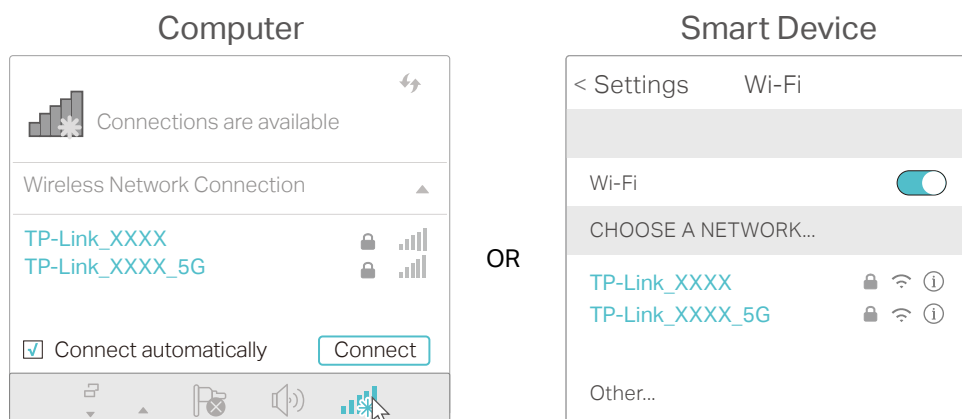 Computer
Connections are available
Wireless Network Connection
TP-Link_XXXX
TP-Link_XXXX_5G
Connect automatically
Connect
OR
Smart Device
< Settings
Wi-Fi
Wi-Fi
CHOOSE A NETWORK...
TP-Link_XXXX
TP-Link_XXXX_5G
Other...